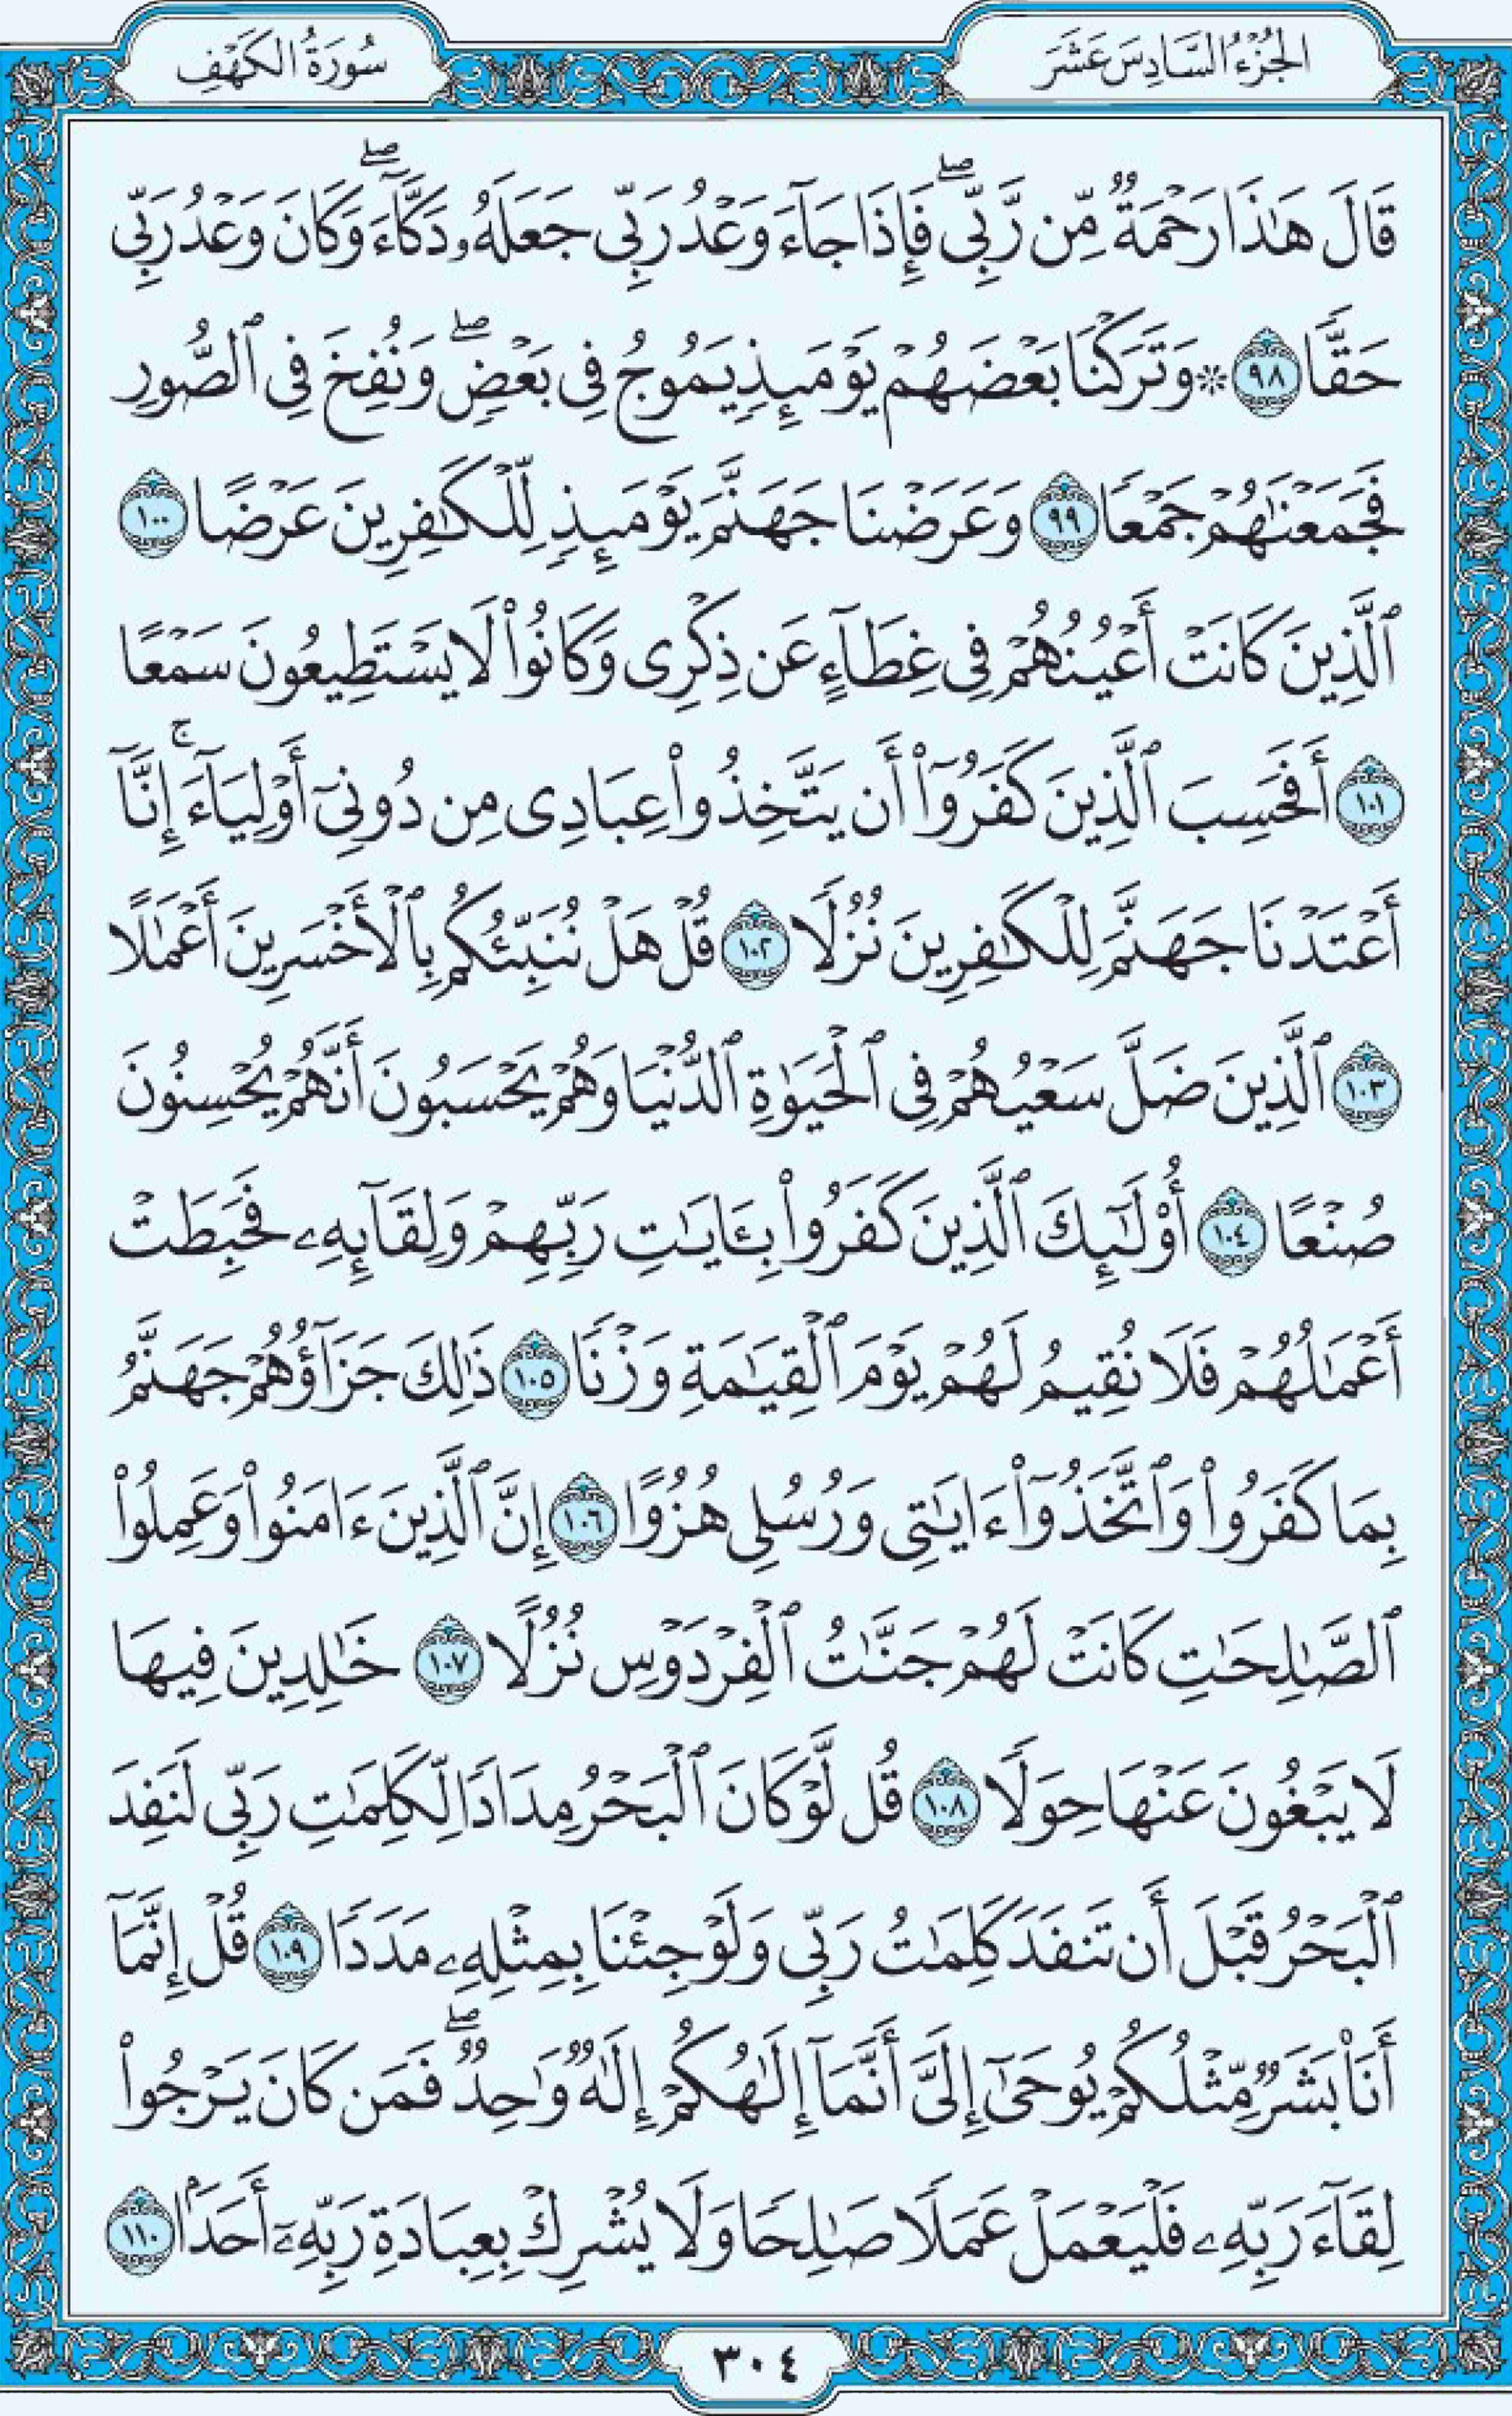 الجُزْءُ السَّادِسَ عَشَرَ
سُورَةُ الكَهْفِ
قَالَ هَٰذَا رَحْمَةٌ مِّن رَّبِّي ۖ فَإِذَا جَآءَ وَعْدُ رَبِّي جَعَلَهُۥ دَكَّآءَ ۖ وَكَانَ وَعْدُ رَبِّي
حَقًّا ٩٨ ۞ وَتَرَكْنَا بَعْضَهُمْ يَوْمَئِذٍ يَمُوجُ فِي بَعْضٍ ۖ وَنُفِخَ فِي ٱلصُّورِ
فَجَمَعْنَٰهُمْ جَمْعًا ٩٩ وَعَرَضْنَا جَهَنَّمَ يَوْمَئِذٍ لِّلْكَٰفِرِينَ عَرْضًا ١٠٠
ٱلَّذِينَ كَانَتْ أَعْيُنُهُمْ فِي غِطَآءٍ عَن ذِكْرِي وَكَانُوا۟ لَا يَسْتَطِيعُونَ سَمْعًا
١٠١ أَفَحَسِبَ ٱلَّذِينَ كَفَرُوٓا۟ أَن يَتَّخِذُوا۟ عِبَادِي مِن دُونِيٓ أَوْلِيَآءَ ۚ إِنَّآ
أَعْتَدْنَا جَهَنَّمَ لِلْكَٰفِرِينَ نُزُلًا ١٠٢ قُلْ هَلْ نُنَبِّئُكُم بِٱلْأَخْسَرِينَ أَعْمَٰلًا
١٠٣ ٱلَّذِينَ ضَلَّ سَعْيُهُمْ فِي ٱلْحَيَوٰةِ ٱلدُّنْيَا وَهُمْ يَحْسَبُونَ أَنَّهُمْ يُحْسِنُونَ
صُنْعًا ١٠٤ أُو۟لَٰٓئِكَ ٱلَّذِينَ كَفَرُوا۟ بِـَٔايَٰتِ رَبِّهِمْ وَلِقَآئِهِۦ فَحَبِطَتْ
أَعْمَٰلُهُمْ فَلَا نُقِيمُ لَهُمْ يَوْمَ ٱلْقِيَٰمَةِ وَزْنًا ١٠٥ ذَٰلِكَ جَزَآؤُهُمْ جَهَنَّمُ
بِمَا كَفَرُوا۟ وَٱتَّخَذُوٓا۟ ءَايَٰتِي وَرُسُلِي هُزُوًا ١٠٦ إِنَّ ٱلَّذِينَ ءَامَنُوا۟ وَعَمِلُوا۟
ٱلصَّٰلِحَٰتِ كَانَتْ لَهُمْ جَنَّٰتُ ٱلْفِرْدَوْسِ نُزُلًا ١٠٧ خَٰلِدِينَ فِيهَا
لَا يَبْغُونَ عَنْهَا حِوَلًا ١٠٨ قُل لَّوْ كَانَ ٱلْبَحْرُ مِدَادًا لِّكَلِمَٰتِ رَبِّي لَنَفِدَ
ٱلْبَحْرُ قَبْلَ أَن تَنفَدَ كَلِمَٰتُ رَبِّي وَلَوْ جِئْنَا بِمِثْلِهِۦ مَدَدًا ١٠٩ قُلْ إِنَّمَآ
أَنَا۠ بَشَرٌ مِّثْلُكُمْ يُوحَىٰٓ إِلَيَّ أَنَّمَآ إِلَٰهُكُمْ إِلَٰهٌ وَٰحِدٌ ۖ فَمَن كَانَ يَرْجُوا۟
لِقَآءَ رَبِّهِۦ فَلْيَعْمَلْ عَمَلًا صَٰلِحًا وَلَا يُشْرِكْ بِعِبَادَةِ رَبِّهِۦٓ أَحَدًۢا ١١٠
٣٠٤